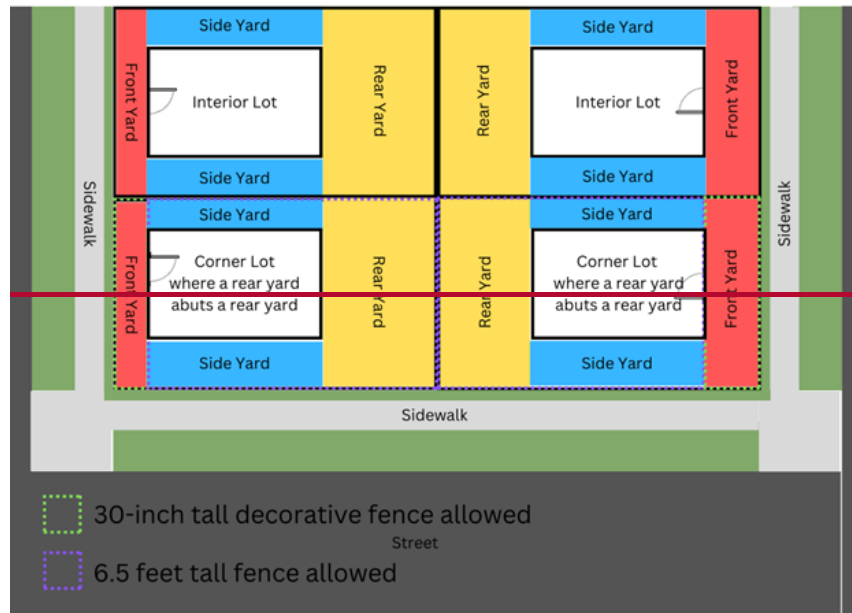 Side Yard
Side Yard
Front Yard
Interior Lot
Rear Yard
Rear Yard
Interior Lot
Front Yard
Side Yard
Side Yard
Sidewalk
Sidewalk
Side Yard
Side Yard
Front Yard
Corner Lot
where a rear yard
abuts a rear yard
Rear Yard
Rear Yard
Corner Lot
where a rear yard
abuts a rear yard
Front Yard
Side Yard
Side Yard
Sidewalk
30-inch tall decorative fence allowed
Street
6.5 feet tall fence allowed